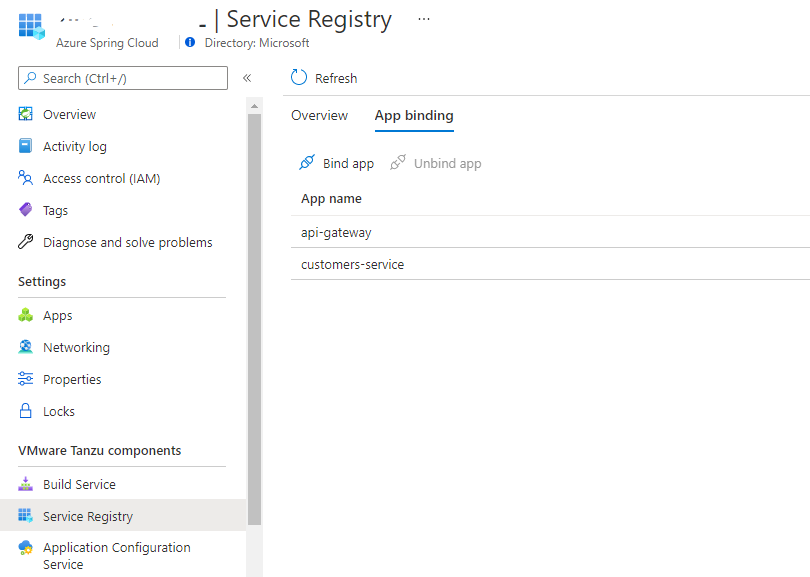 | Service Registry ...
Azure Spring Cloud
Directory: Microsoft
Search (Ctrl+/)
«
Overview
Activity log
Access control (IAM)
Tags
Diagnose and solve problems
Settings
Apps
Networking
Properties
Locks
VMware Tanzu components
Build Service
Service Registry
Application Configuration
Service
Refresh
Overview
App binding
Bind app
Unbind app
App name
api-gateway
customers-service